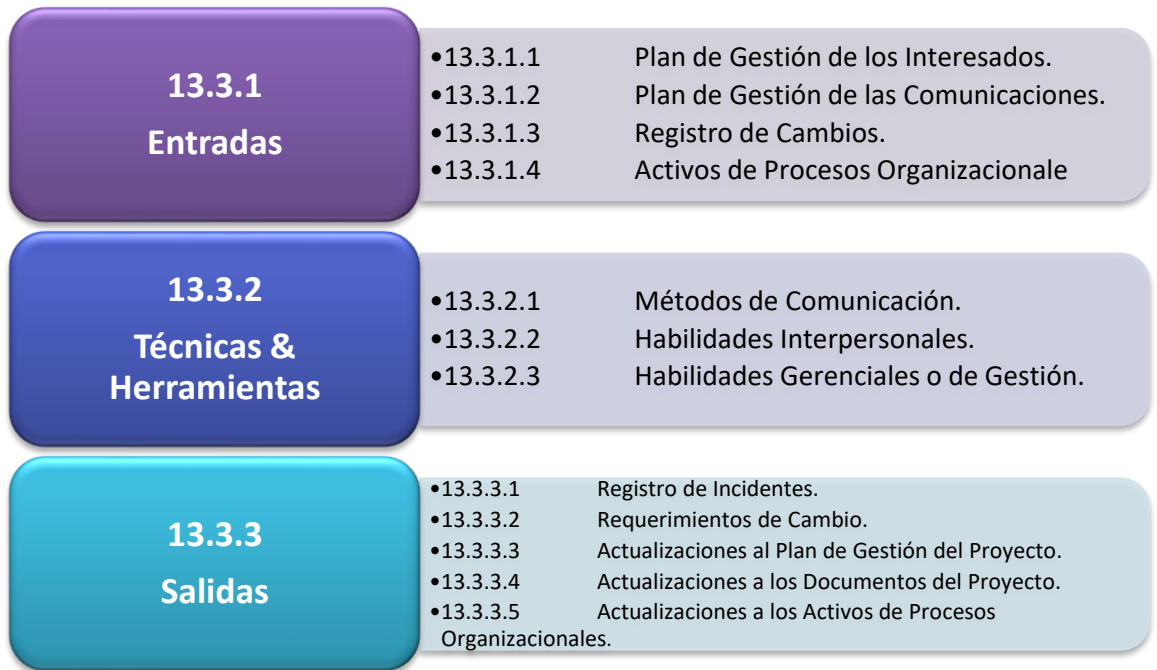 13.3.1
Entradas
•13.3.1.1 Plan de Gestión de los Interesados.
•13.3.1.2 Plan de Gestión de las Comunicaciones.
•13.3.1.3 Registro de Cambios.
•13.3.1.4 Activos de Procesos Organizacionale
13.3.2
Técnicas &
Herramientas
•13.3.2.1 Métodos de Comunicación.
•13.3.2.2 Habilidades Interpersonales.
•13.3.2.3 Habilidades Gerenciales o de Gestión.
13.3.3
Salidas
•13.3.3.1 Registro de Incidentes.
•13.3.3.2 Requerimientos de Cambio.
•13.3.3.3 Actualizaciones al Plan de Gestión del Proyecto.
•13.3.3.4 Actualizaciones a los Documentos del Proyecto.
•13.3.3.5 Actualizaciones a los Activos de Procesos
Organizacionales.